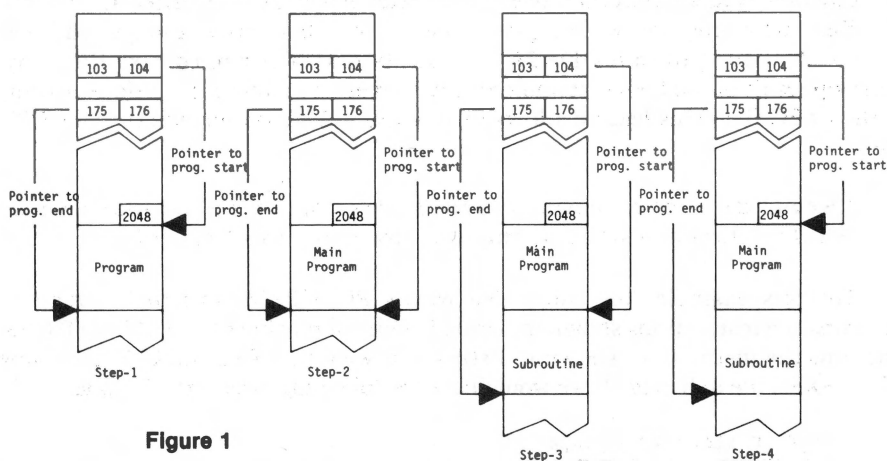 103 104
175 176
Pointer to
prog. start
Pointer to
prog. end
2048
Program
Step-1
103 104
175 176
Pointer to
prog. end
Pointer to
prog. start
2048
Main
Program
Step-2
103 104
175 176
Pointer to
prog. end
Pointer to
prog. start
2048
Main
Program
Subroutine
Step-3
103 104
175 176
Pointer to
prog. end
Pointer to
prog. start
2048
Main
Program
Subroutine
Step-4
Figure 1